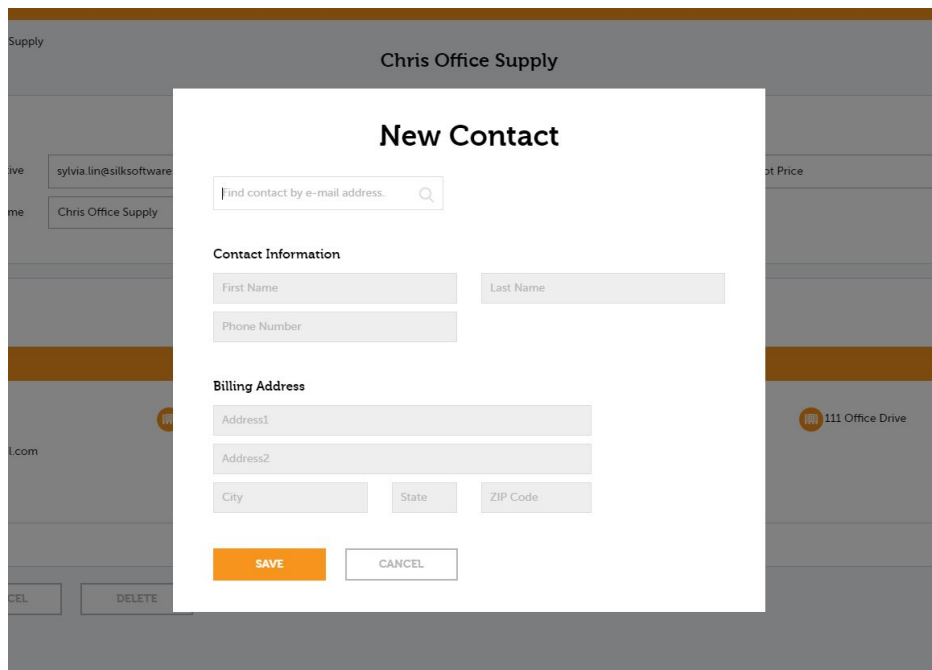 Supply
Chris Office Supply
New Contact
ive sylvia.lin@silksoftware ot Price
Find contact by e-mail address.
me Chris Office Supply
Contact Information
First Name Last Name
Phone Number
Billing Address
Address1
111 Office Drive
l.com
Address2
City State ZIP Code
SAVE CANCEL
CEL DELETE